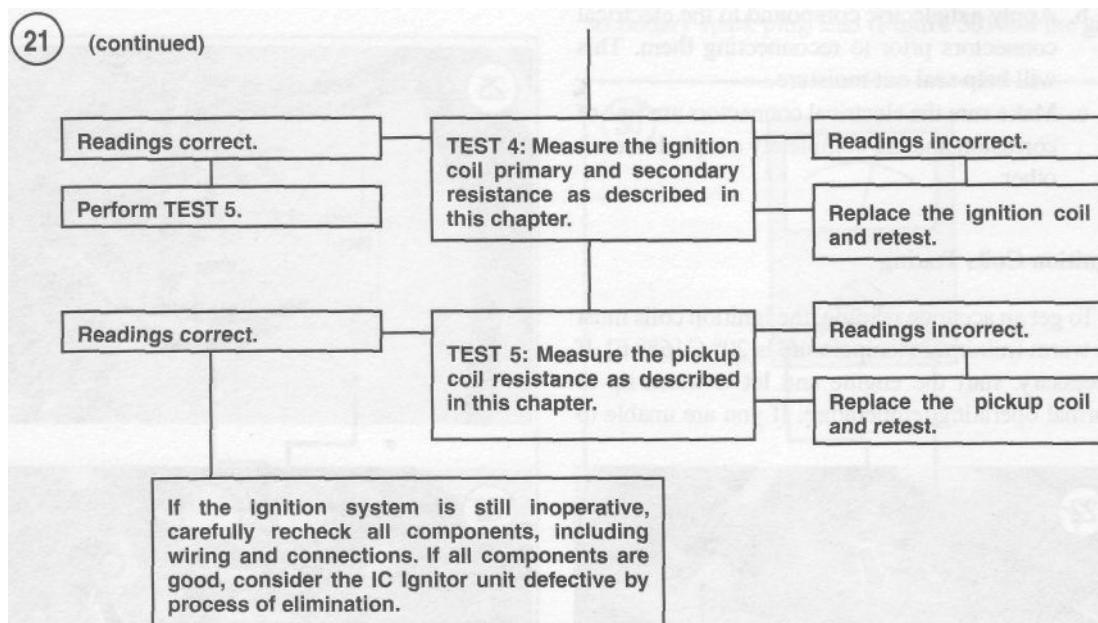 21 (continued)
Readings correct.
Perform TEST 5.
TEST 4: Measure the ignition
coil primary and secondary
resistance as described in
this chapter.
Readings incorrect.
Replace the ignition coil
and retest.
Readings correct.
TEST 5: Measure the pickup
coil resistance as described
in this chapter.
Readings incorrect.
Replace the pickup coil
and retest.
If the ignition system is still inoperative,
carefully recheck all components, including
wiring and connections. If all components are
good, consider the IC Ignitor unit defective by
process of elimination.